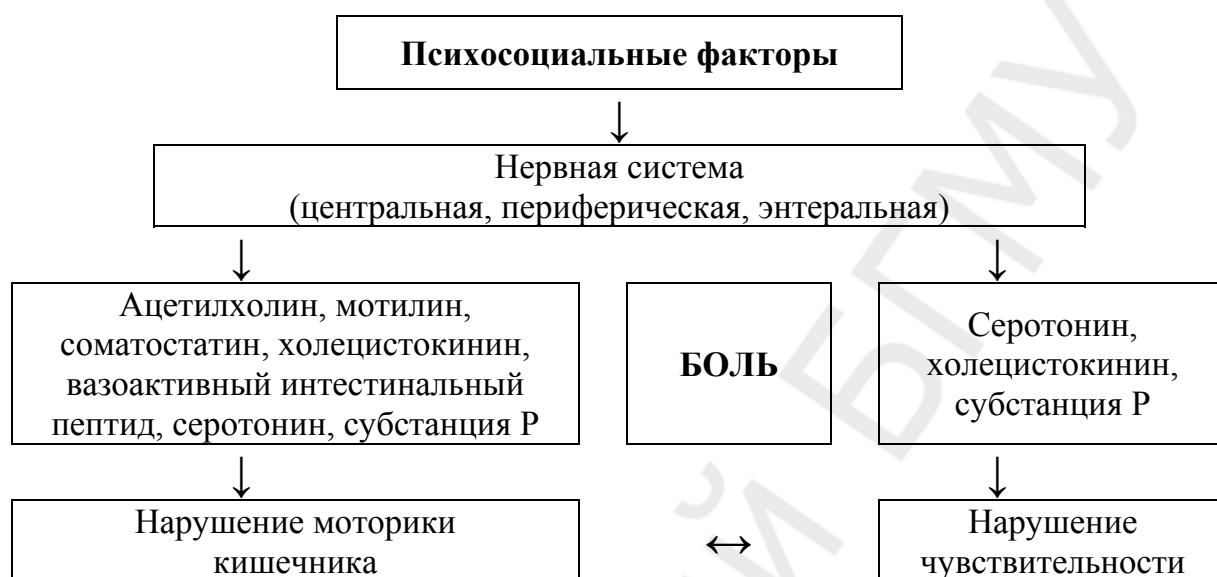 Психосоциальные факторы
↓
Нервная система
(центральная, периферическая, энтеральная)
↓ ↓
Ацетилхолин, мотилин,
соматостатин, холецистокинин,
вазоактивный интестинальный
пептид, серотонин, субстанция Р
БОЛЬ
Серотонин,
холецистокинин,
субстанция Р
↓ ↓
Нарушение моторики
кишечника
↔
Нарушение
чувствительности
й БГМУ